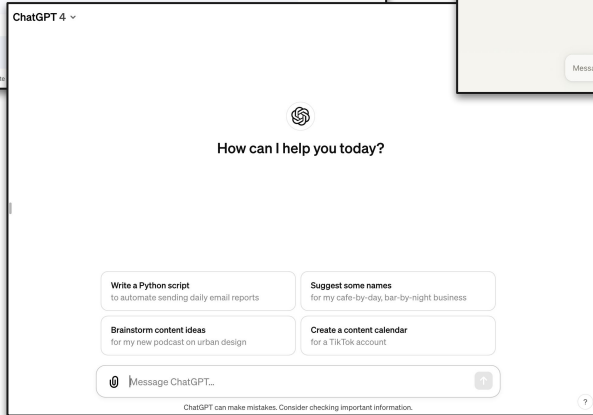 ChatGPT 4
How can I help you today?
Write a Python script
to automate sending daily email reports
Suggest some names
for my cafe-by-day, bar-by-night business
Brainstorm content ideas
for my new podcast on urban design
Create a content calendar
for a TikTok account
Message ChatGPT...
ChatGPT can make mistakes. Consider checking important information.
?